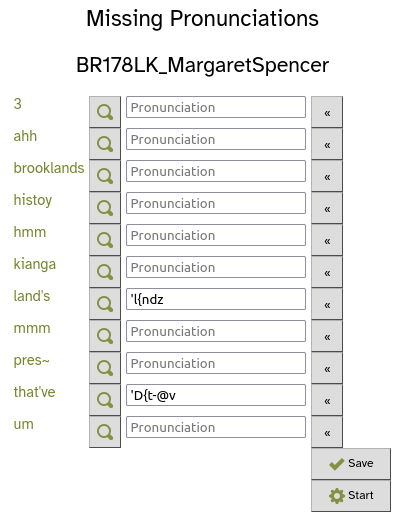 Missing Pronunciations
BR178LK_MargaretSpencer
3 Pronunciation «
ahh Pronunciation «
brooklands Pronunciation «
histoy Pronunciation «
hmm Pronunciation «
kianga Pronunciation «
land's 'l{ndz «
mmm Pronunciation «
pres~ Pronunciation «
that've 'D{t-@v «
um Pronunciation «
Save
Start